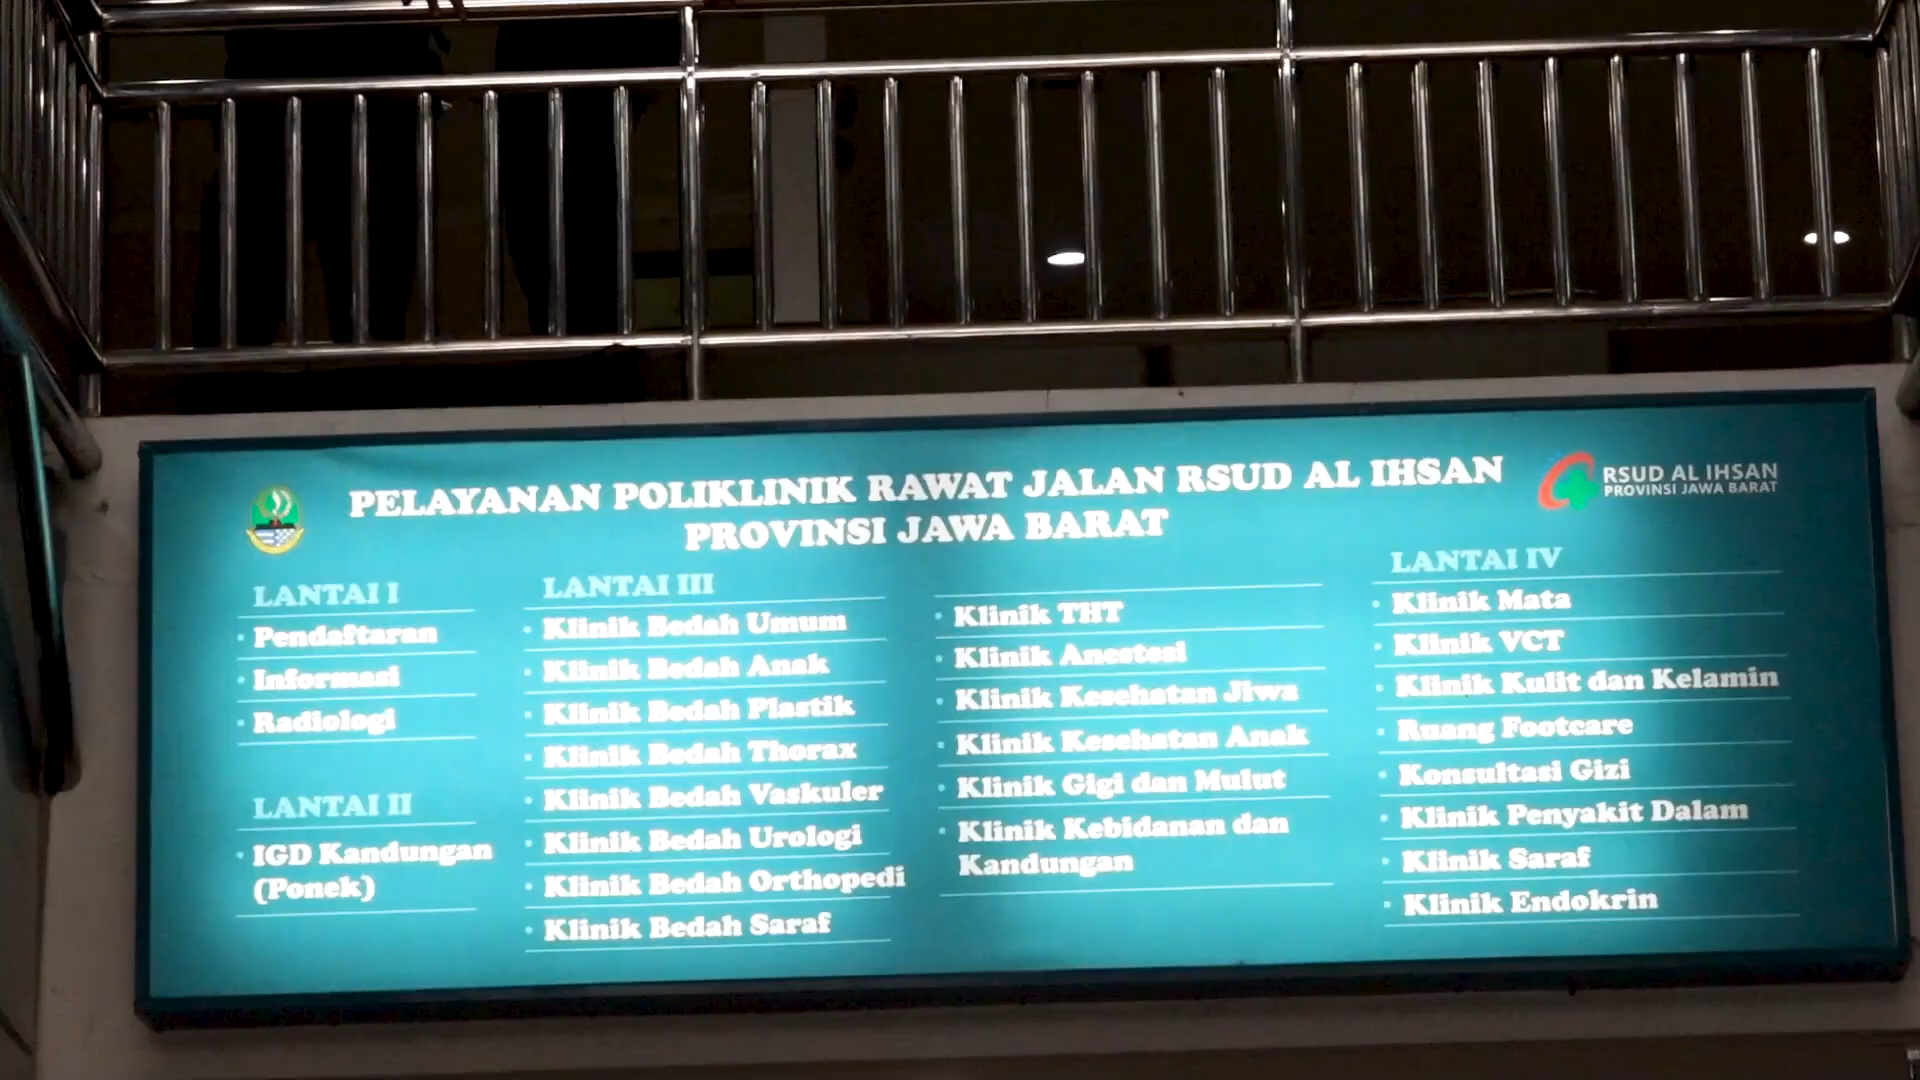 PELAYANAN POLIKLINIK RAWAT JALAN RSUD AL IHSAN
PROVINSI JAWA BARAT
RSUD AL IHSAN
PROVINSI JAWA BARAT
LANTAI I
Pendaftaran
Informasi
Radiologi
LANTAI II
IGD Kandungan
(Ponek)
LANTAI III
Klinik Bedah Umum
Klinik Bedah Anak
Klinik Bedah Plastik
Klinik Bedah Thorax
Klinik Bedah Vaskuler
Klinik Bedah Urologi
Klinik Bedah Orthopedi
Klinik Bedah Saraf
Klinik THT
Klinik Anestesi
Klinik Kesehatan Jiwa
Klinik Kesehatan Anak
Klinik Gigi dan Mulut
Klinik Kebidanan dan
Kandungan
LANTAI IV
Klinik Mata
Klinik VCT
Klinik Kulit dan Kelamin
Ruang Footcare
Konsultasi Gizi
Klinik Penyakit Dalam
Klinik Saraf
Klinik Endokrin